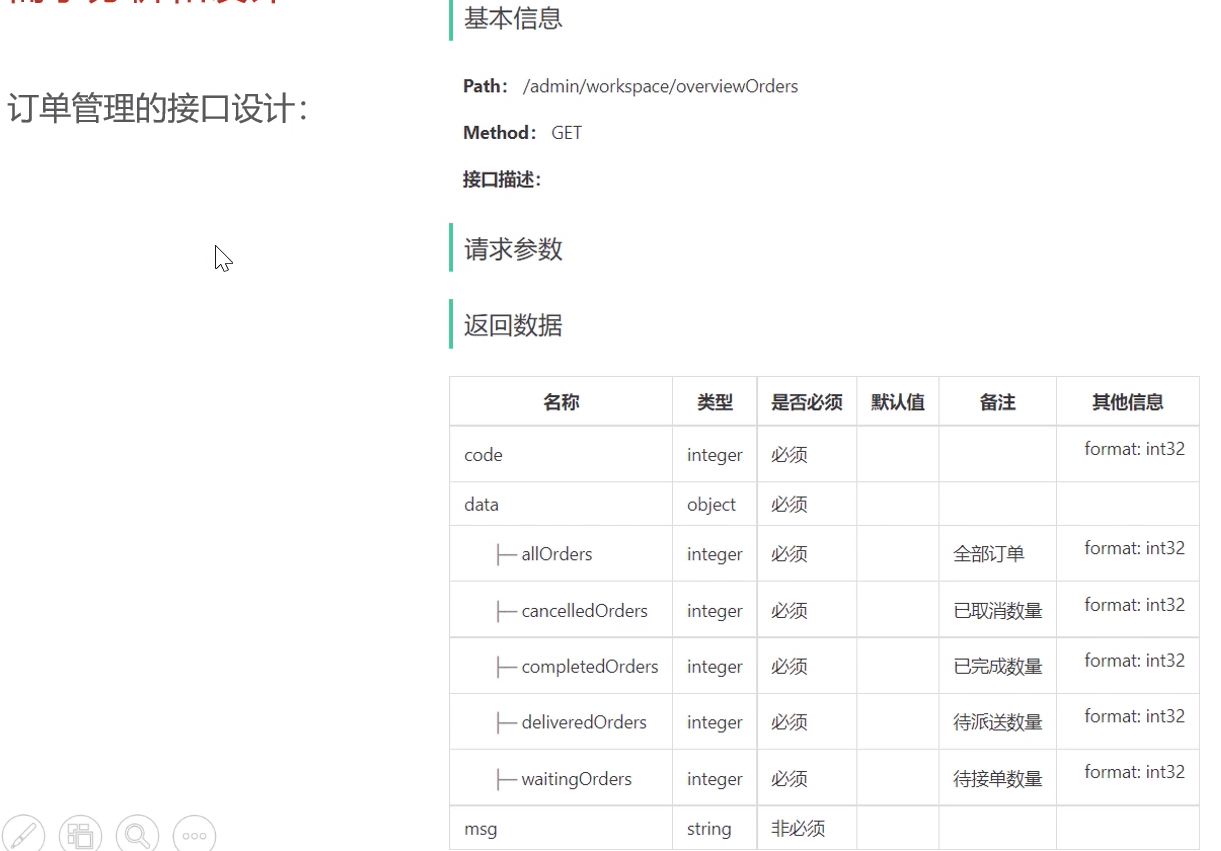 基本信息
Path： /admin/workspace/overviewOrders
订单管理的接口设计：
Method： GET
接口描述：
请求参数
返回数据
名称 类型 是否必须 默认值 备注 其他信息
code integer 必须 format: int32
data object 必须
├─ allOrders integer 必须 全部订单 format: int32
├─ cancelledOrders integer 必须 已取消数量 format: int32
├─ completedOrders integer 必须 已完成数量 format: int32
├─ deliveredOrders integer 必须 待派送数量 format: int32
├─ waitingOrders integer 必须 待接单数量 format: int32
msg string 非必须